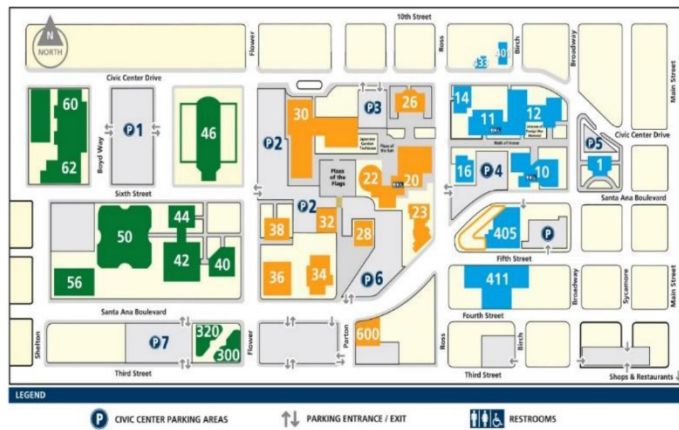 10th Street
N
NORTH
Flower
Ross
Birch
Broadway
Main Street
433
Civic Center Drive
60
62
Boyd Way
P1
46
P2
30
P3
26
14
11
12
Civic Center Drive
P5
1
Plaza of the Flags
22
20
16
P4
10
Sixth Street
Santa Ana Boulevard
50
44
42
40
56
38
P2
32
28
23
36
34
P6
405
P
Fifth Street
411
Santa Ana Boulevard
Fourth Street
Broadway
Sycamore
Main Street
Shelton
P7
320
300
Flower
Parton
600
Ross
Birch
Third Street
Third Street
Shops & Restaurants
LEGEND
P CIVIC CENTER PARKING AREAS
PARKING ENTRANCE / EXIT
RESTROOMS